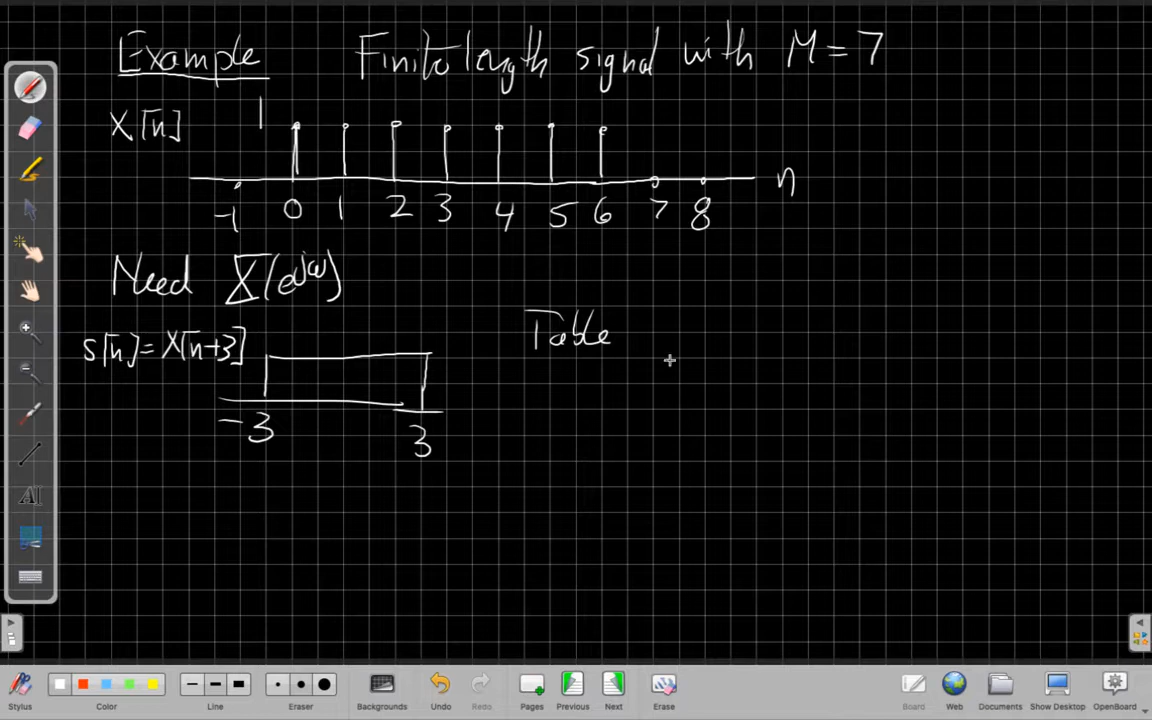 Example Finite length signal with M = 7
x[n] 1
n
-1 0 1 2 3 4 5 6 7 8
Need X(e^jω)
Table
s[n] = x[n+3]
-3 3
Stylus Color Line Eraser Backgrounds Undo Redo Pages Previous Next Erase Board Web Documents Show Desktop OpenBoard